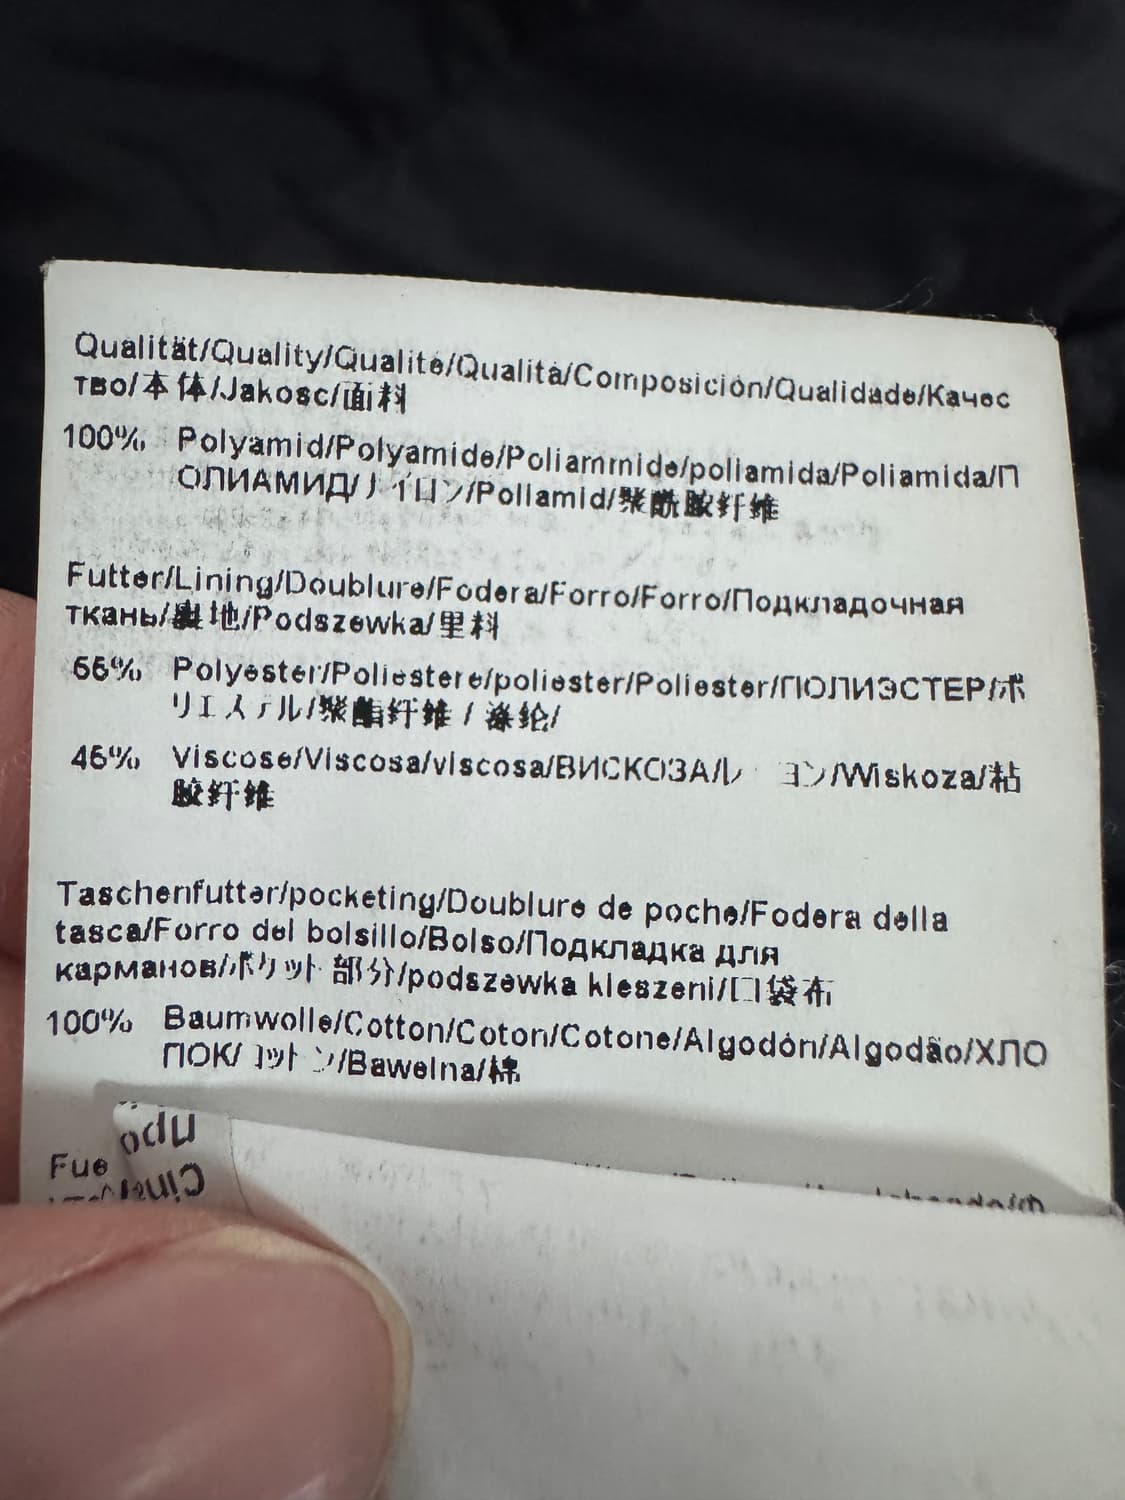 Qualität/Quality/Qualité/Qualità/Composición/Qualidade/Качес
тво/本体/Jakosc/面料
100% Polyamid/Polyamide/Poliammide/poliamida/Poliamida/П
ОЛИАМИД/ナイロン/Poliamid/聚酰胺纤维
Futter/Lining/Doublure/Fodera/Forro/Forro/Подкладочная
ткань/裏地/Podszewka/里料
Polyester/Poliestere/poliester/Poliester/ПОЛИЭСТЕР/ポ
リエステル/聚酯纤维 / 涤纶/
Viscose/Viscosa/viscosa/ВИСКОЗА/レ ヨン/Wiskoza/粘
胶纤维
Taschenfutter/pocketing/Doublure de poche/Fodera della
tasca/Forro del bolsillo/Bolso/Подкладка для
карманов/ポケット部分/podszewka kieszeni/口袋布
100% Baumwolle/Cotton/Coton/Cotone/Algodón/Algodão/ХЛО
ПОК/コットン/Bawelna/棉